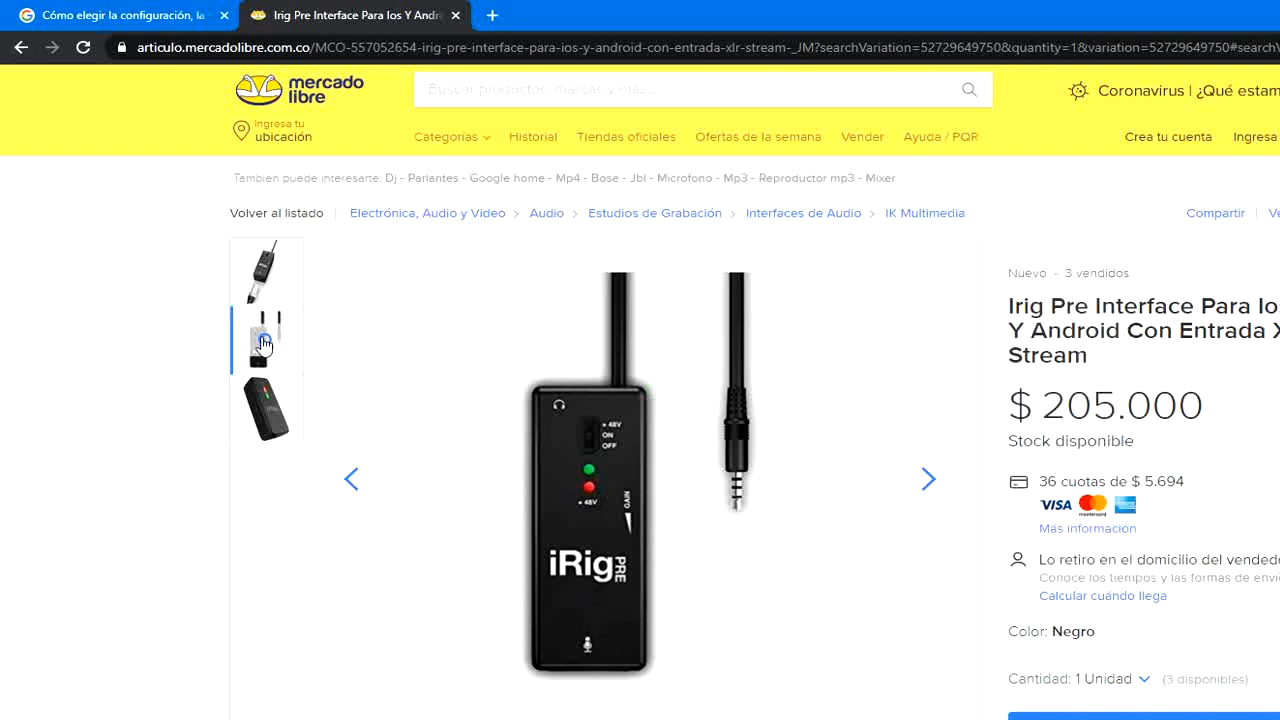 Cómo elegir la configuración, la
Irig Pre Interface Para Ios Y Andr
articulo.mercadolibre.com.co/MCO-557052654-irig-pre-interface-para-ios-y-android-con-entrada-xlr-stream-_JM?searchVariation=52729649750&quantity=1&variation=52729649750#search
mercado
libre
Buscar productos, marcas y más...
Coronavirus | ¿Qué estam
Ingresa tu
ubicación
Categorías
Historial
Tiendas oficiales
Ofertas de la semana
Vender
Ayuda / PQR
Crea tu cuenta
Ingresa
También puede interesarte: Dj - Parlantes - Google home - Mp4 - Bose - Jbl - Microfono - Mp3 - Reproductor mp3 - Mixer
Volver al listado
Electrónica, Audio y Video > Audio > Estudios de Grabación > Interfaces de Audio > IK Multimedia
Compartir
Nuevo - 3 vendidos
Irig Pre Interface Para Io
Y Android Con Entrada X
Stream
$ 205.000
Stock disponible
36 cuotas de $ 5.694
VISA
mastercard
Más información
Lo retiro en el domicilio del vended
Conoce los tiempos y las formas de enví
Calcular cuándo llega
Color: Negro
Cantidad: 1 Unidad (3 disponibles)
+48V
ON
OFF
+48V
GAIN
iRig PRE